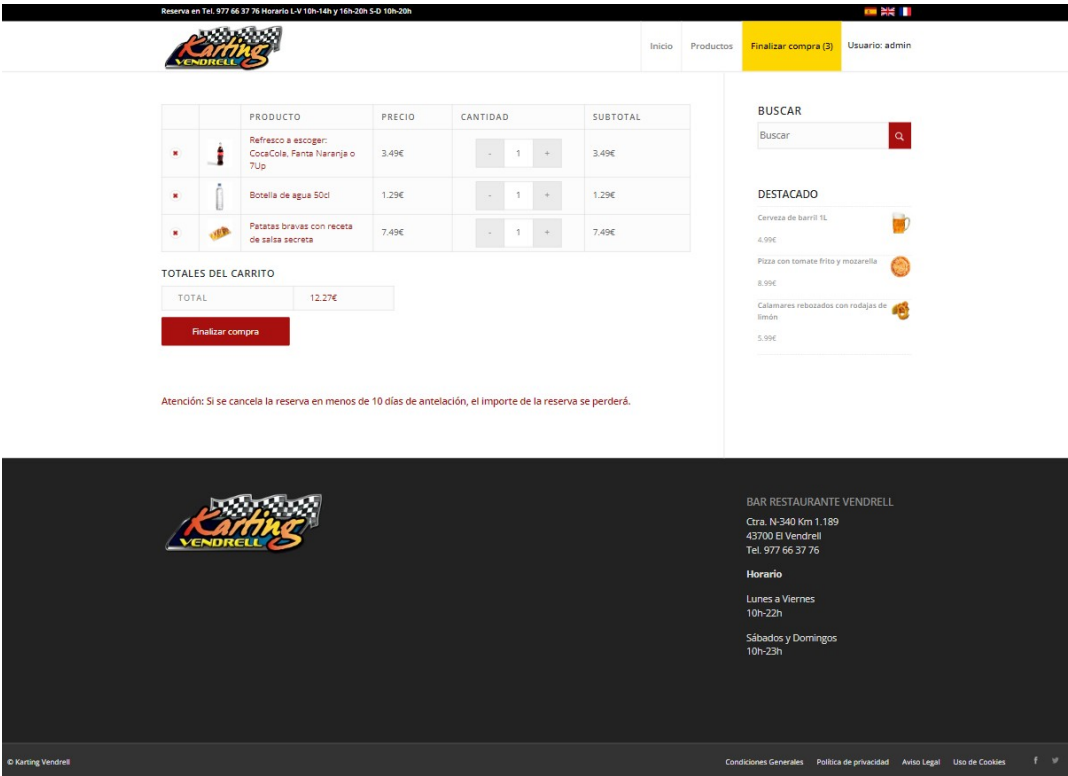 Reserva en Tel. 977 66 37 76 Horario L-V 10h-14h y 16h-20h S-D 10h-20h
Karting
VENDRELL
Inicio
Productos
Finalizar compra (3)
Usuario: admin
PRODUCTO
PRECIO
CANTIDAD
SUBTOTAL
Refresco a escoger:
CocaCola, Fanta Naranja o
7Up
3.49€
- 1 +
3.49€
Botella de agua 50cl
1.29€
- 1 +
1.29€
Patatas bravas con receta
de salsa secreta
7.49€
- 1 +
7.49€
TOTALES DEL CARRITO
TOTAL
12.27€
Finalizar compra
Atención: Si se cancela la reserva en menos de 10 días de antelación, el importe de la reserva se perderá.
BUSCAR
Buscar
DESTACADO
Cerveza de barril 1L
4.99€
Pizza con tomate frito y mozarella
8.99€
Calamares rebozados con rodajas de
limón
5.99€
Karting
VENDRELL
BAR RESTAURANTE VENDRELL
Ctra. N-340 Km 1.189
43700 El Vendrell
Tel. 977 66 37 76
Horario
Lunes a Viernes
10h-22h
Sábados y Domingos
10h-23h
© Karting Vendrell
Condiciones Generales
Política de privacidad
Aviso Legal
Uso de Cookies